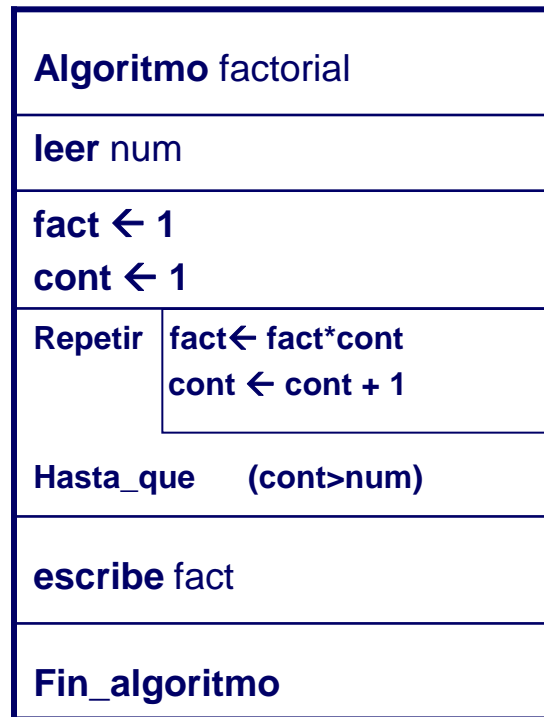 Algoritmo factorial
leer num
fact ← 1
cont ← 1
Repetir fact← fact*cont
cont ← cont + 1
Hasta_que (cont>num)
escribe fact
Fin_algoritmo